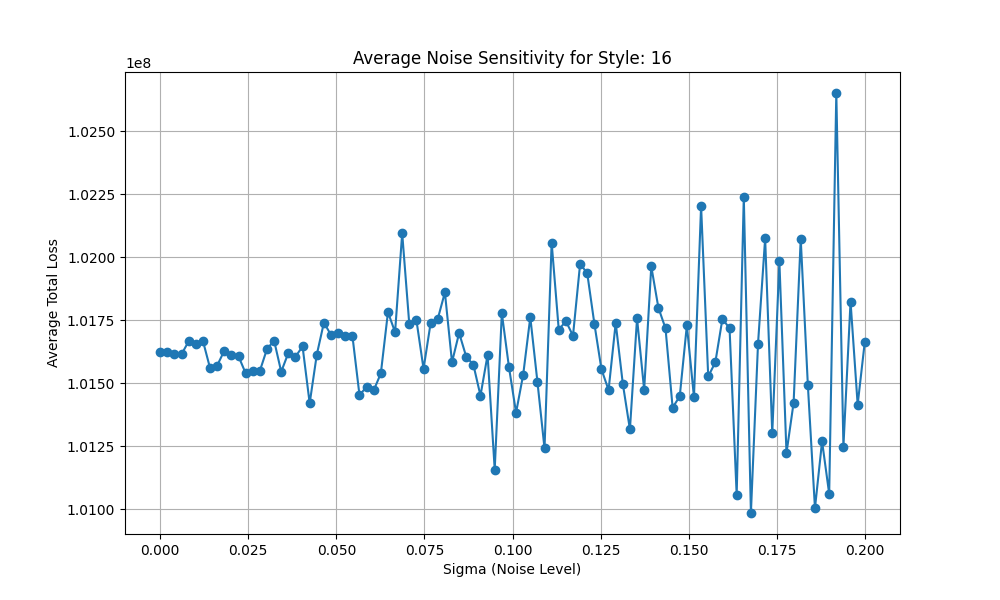 Average Noise Sensitivity for Style: 16
1e8
1.0250
1.0225
1.0200
1.0175
1.0150
1.0125
1.0100
Average Total Loss
0.000 0.025 0.050 0.075 0.100 0.125 0.150 0.175 0.200
Sigma (Noise Level)